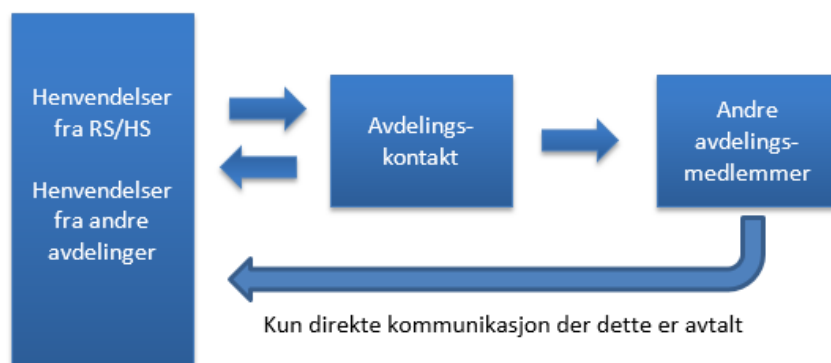 Henvendelser
fra RS/HS
Henvendelser
fra andre
avdelinger
Avdelings-
kontakt
Andre
avdelings-
medlemmer
Kun direkte kommunikasjon der dette er avtalt